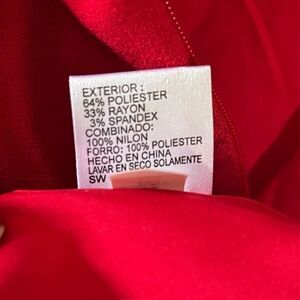 EXTERIOR :
64% POLIESTER
33% RAYON
3% SPANDEX
COMBINADO:
100% NILON
FORRO: 100% POLIESTER
HECHO EN CHINA
LAVAR EN SECO SOLAMENTE
SW